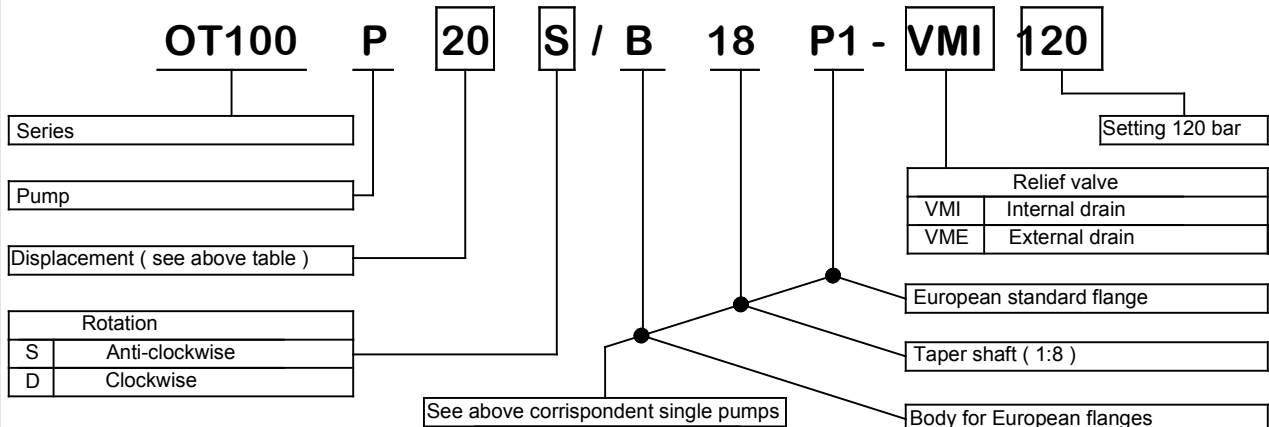 OT100 P 20 S / B 18 P1 - VMI 120
Series
Setting 120 bar
Pump
Relief valve
VMI Internal drain
VME External drain
Displacement ( see above table )
European standard flange
Rotation
S Anti-clockwise
D Clockwise
Taper shaft ( 1:8 )
See above corrispondent single pumps
Body for European flanges